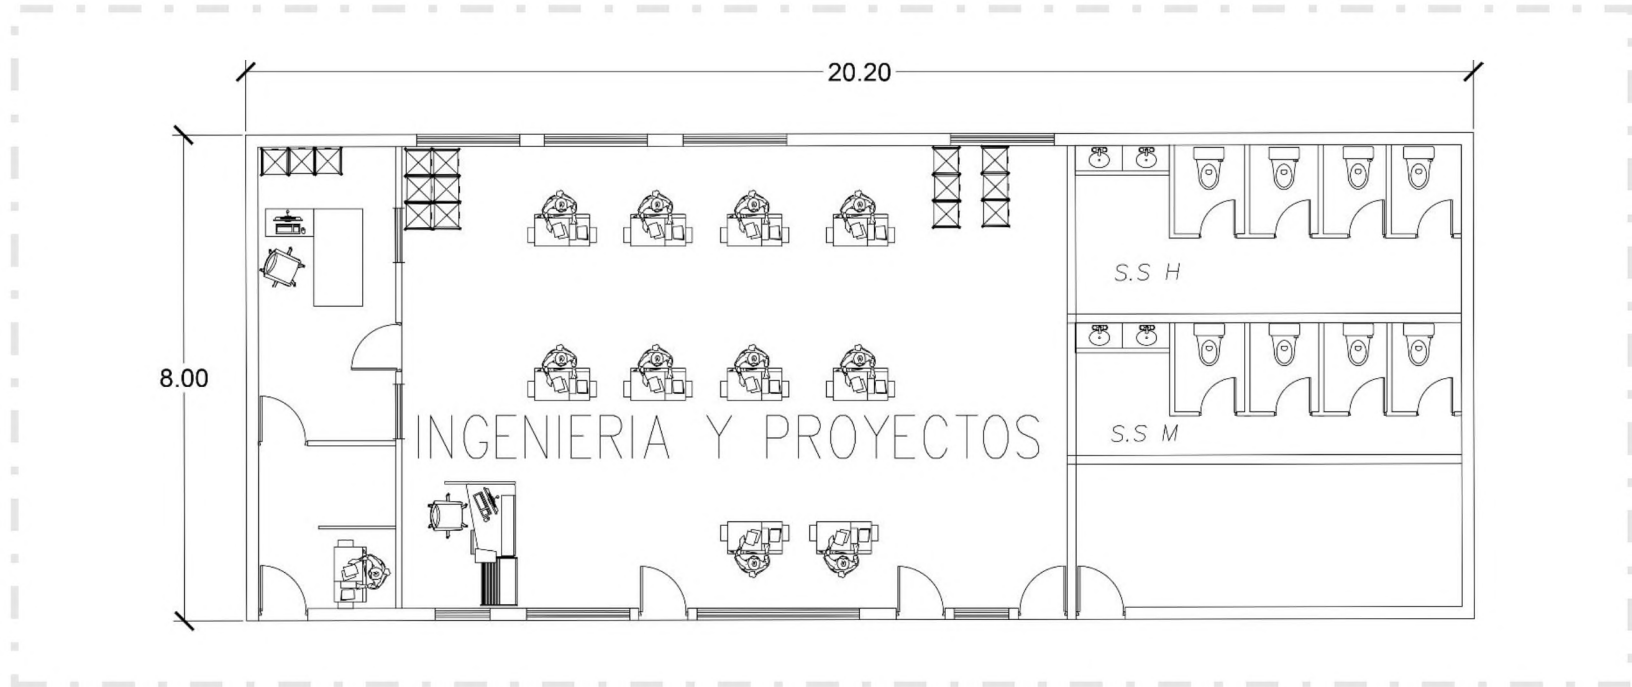 20.20
8.00
S.S H
INGENIERIA Y PROYECTOS
S.S M